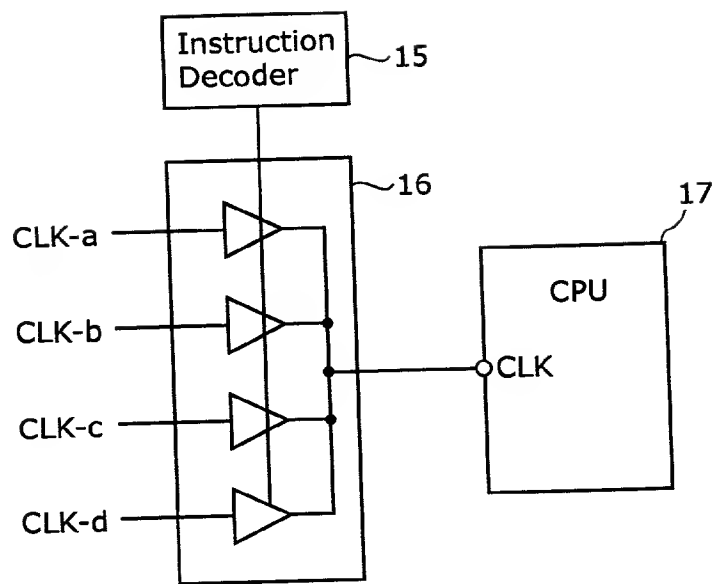 Instruction
Decoder
15
16
17
CLK-a
CPU
CLK-b
CLK
CLK-c
CLK-d